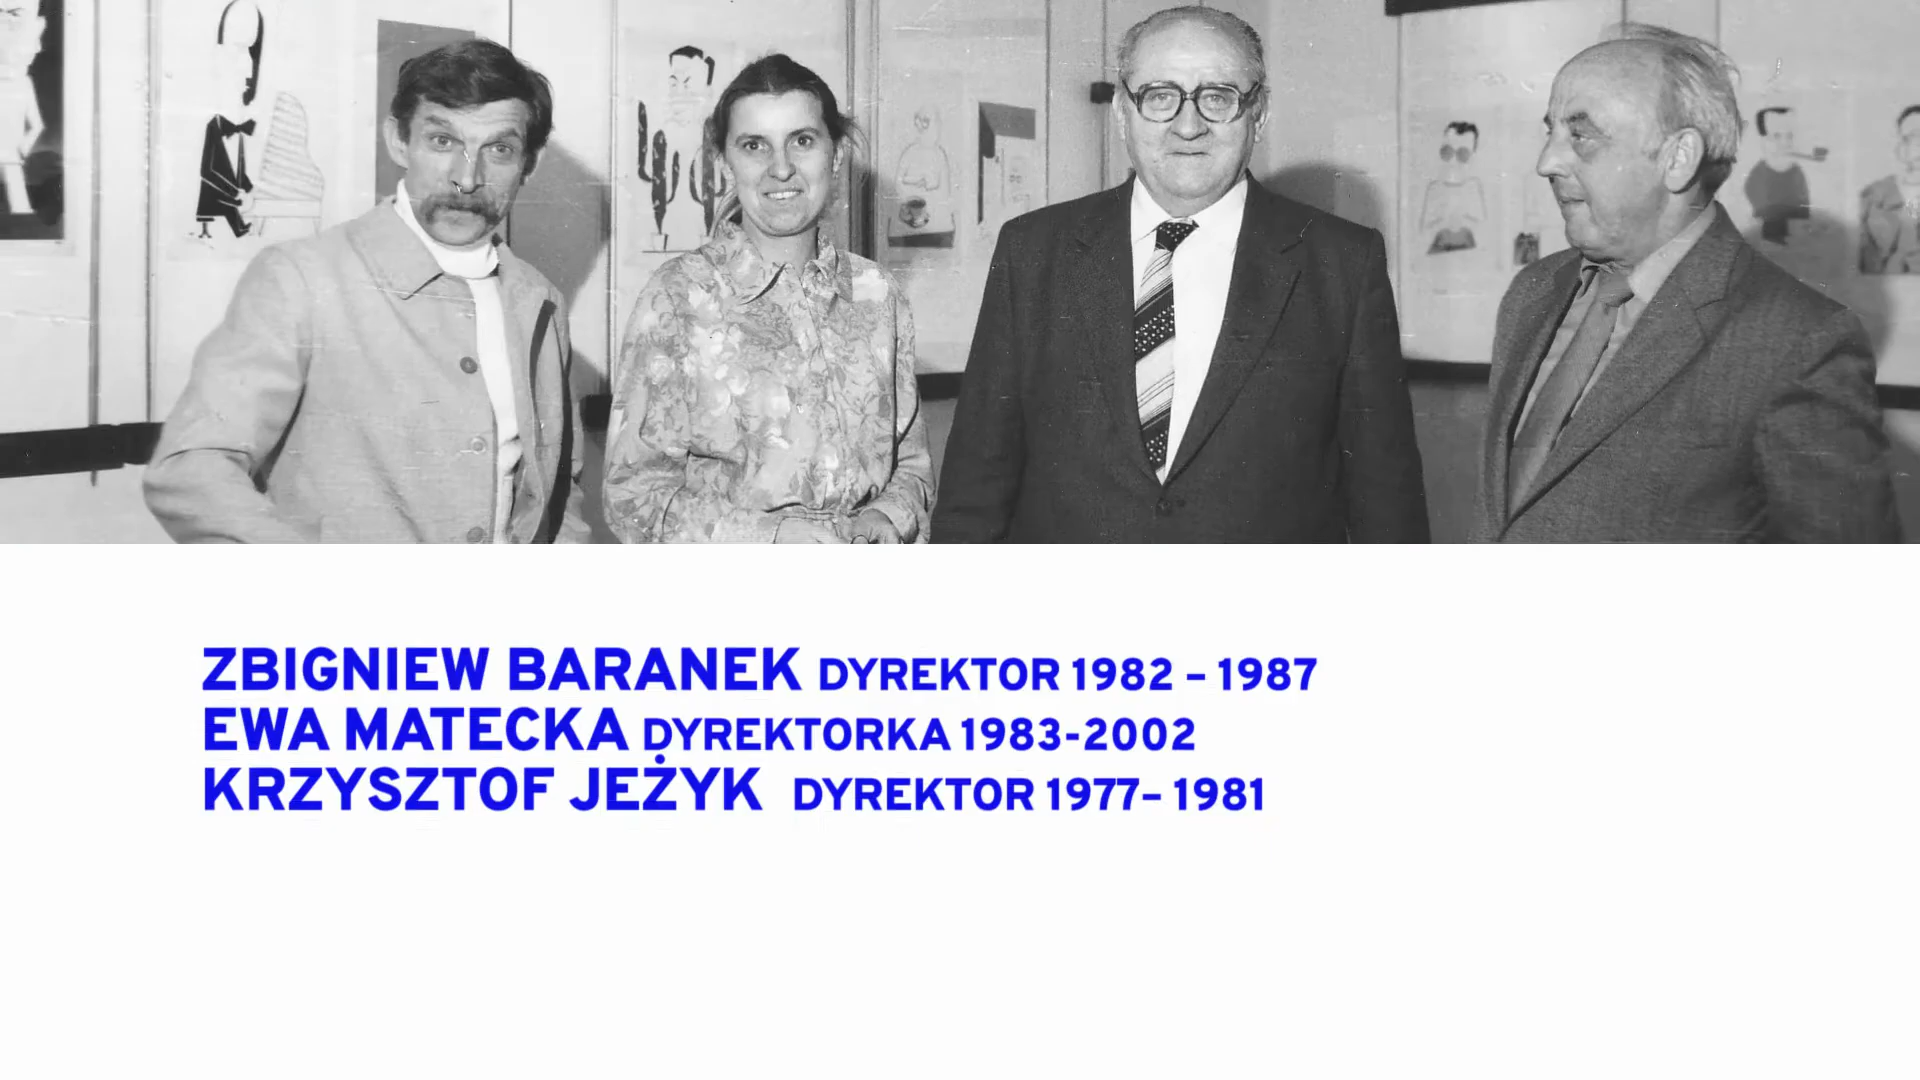 ZBIGNIEW BARANEK DYREKTOR 1982 – 1987
EWA MATECKA DYREKTORKA 1983-2002
KRZYSZTOF JEŻYK DYREKTOR 1977– 1981